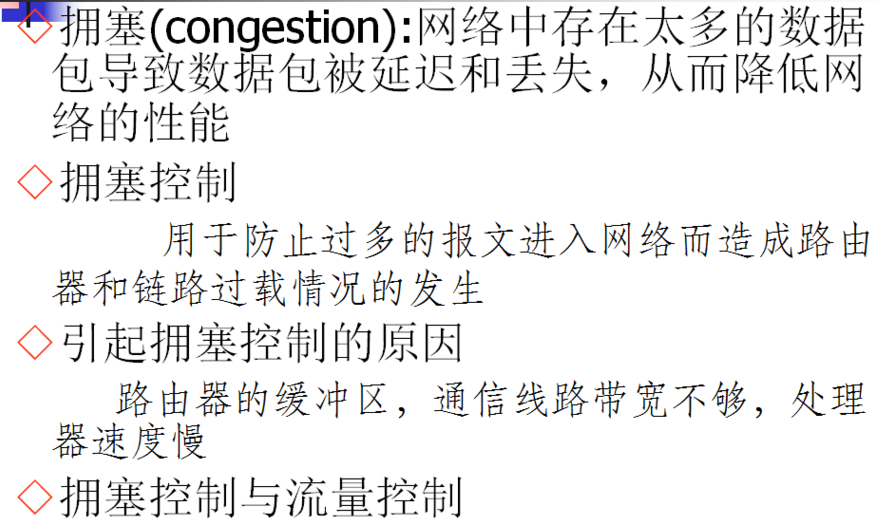 拥塞(congestion):网络中存在太多的数据
包导致数据包被延迟和丢失，从而降低网
络的性能
拥塞控制
用于防止过多的报文进入网络而造成路由
器和链路过载情况的发生
引起拥塞控制的原因
路由器的缓冲区，通信线路带宽不够，处理
器速度慢
拥塞控制与流量控制